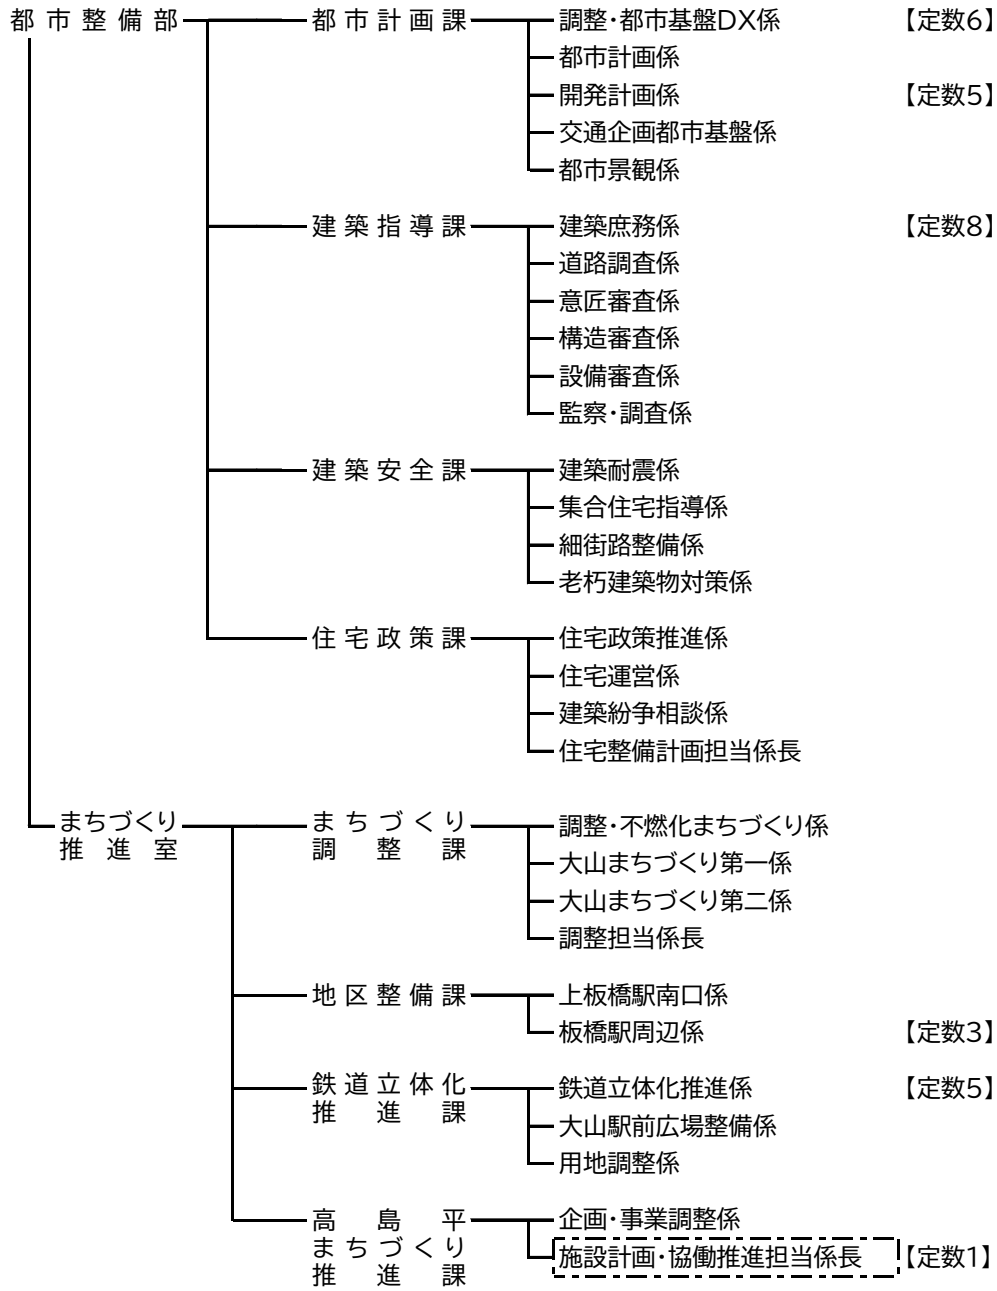 都市整備部 都市計画課 調整・都市基盤DX係 【定数6】
都市計画係
開発計画係 【定数5】
交通企画都市基盤係
都市景観係
建築指導課 建築庶務係 【定数8】
道路調査係
意匠審査係
構造審査係
設備審査係
監察・調査係
建築安全課 建築耐震係
集合住宅指導係
細街路整備係
老朽建築物対策係
住宅政策課 住宅政策推進係
住宅運営係
建築紛争相談係
住宅整備計画担当係長
まちづくり
推進室
まちづくり
調整課
調整・不燃化まちづくり係
大山まちづくり第一係
大山まちづくり第二係
調整担当係長
地区整備課 上板橋駅南口係
板橋駅周辺係 【定数3】
鉄道立体化
推進課
鉄道立体化推進係 【定数5】
大山駅前広場整備係
用地調整係
高島平
まちづくり
推進課
企画・事業調整係
施設計画・協働推進担当係長 【定数1】